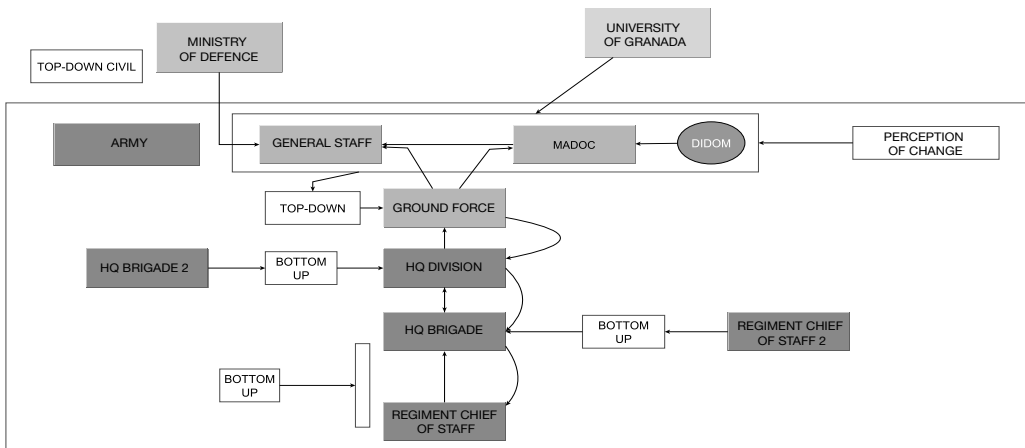 UNIVERSITY
OF GRANADA
MINISTRY
OF DEFENCE
TOP-DOWN CIVIL
ARMY
GENERAL STAFF
MADOC
DIDOM
PERCEPTION
OF CHANGE
TOP-DOWN
GROUND FORCE
HQ BRIGADE 2
BOTTOM
UP
HQ DIVISION
HQ BRIGADE
BOTTOM
UP
REGIMENT CHIEF
OF STAFF 2
BOTTOM
UP
REGIMENT CHIEF
OF STAFF